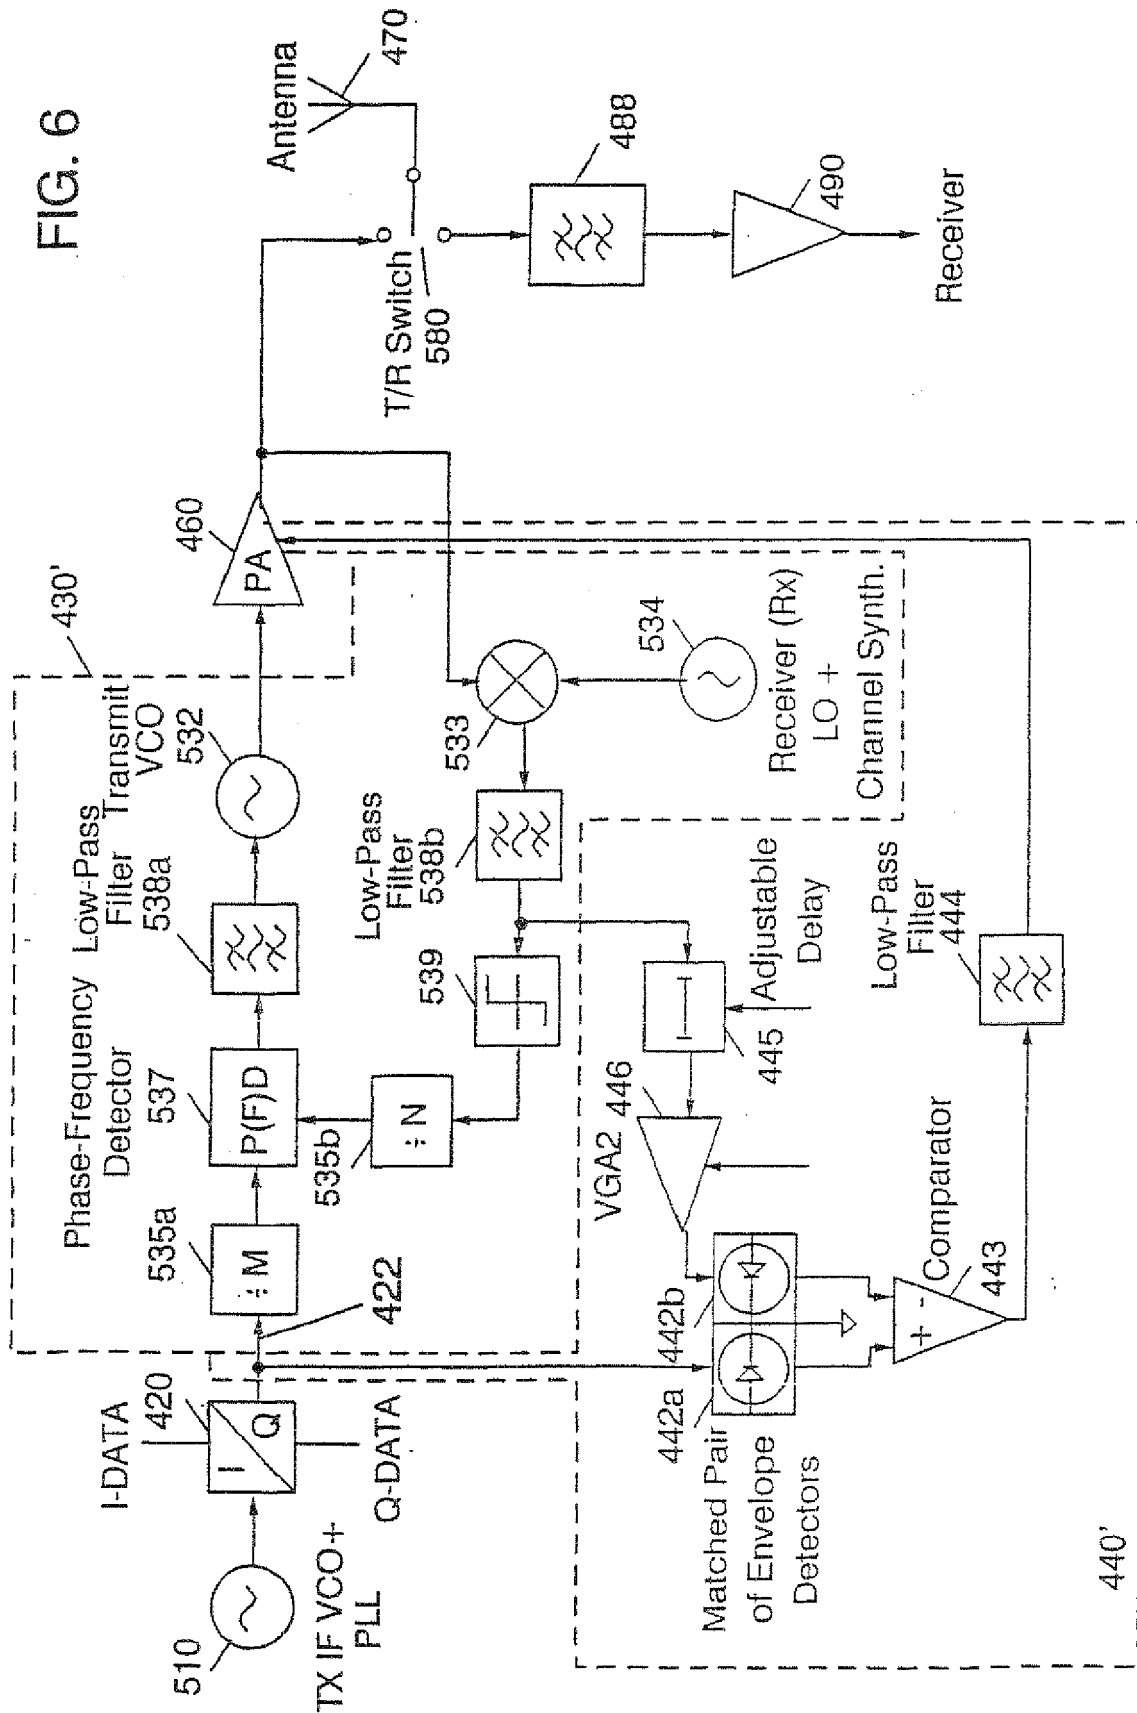 FIG. 6
430'
Antenna
470
460
PA
Transmit
VCO
532
Low-Pass
Filter
538a
Phase-Frequency
Detector
537
P(F)D
535a
÷M
422
I-DATA
420
I
Q
Q-DATA
510
TX IF VCO+
PLL
T/R Switch
580
488
490
Receiver
533
534
Receiver (Rx)
LO +
Channel Synth.
Low-Pass
Filter
538b
539
÷N
535b
Adjustable
Delay
445
446
VGA2
442b
442a
Matched Pair
of Envelope
Detectors
+
-
Comparator
443
Low-Pass
Filter
444
440'